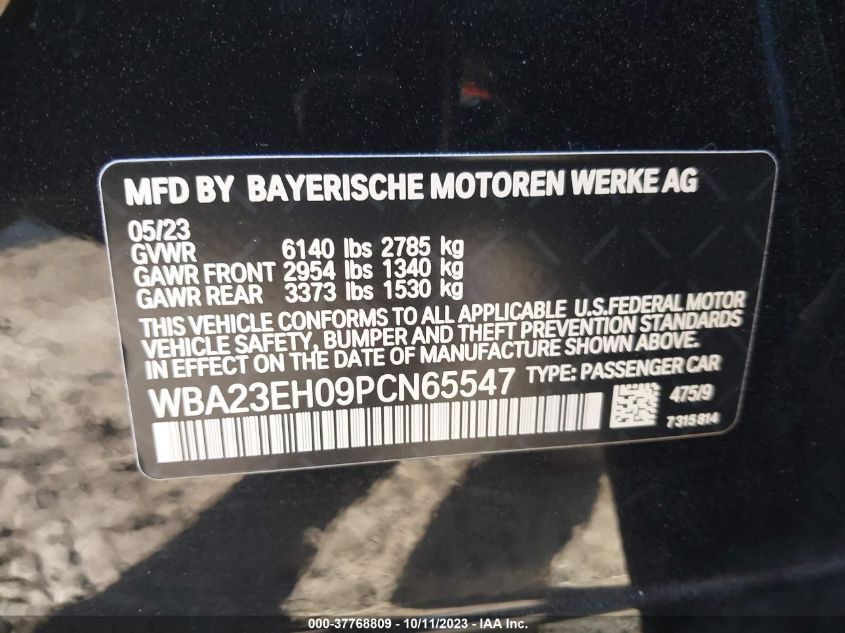 MFD BY BAYERISCHE MOTOREN WERKE AG
05/23
GVWR 6140 lbs 2785 kg
GAWR FRONT 2954 lbs 1340 kg
GAWR REAR 3373 lbs 1530 kg
THIS VEHICLE CONFORMS TO ALL APPLICABLE U.S.FEDERAL MOTOR
VEHICLE SAFETY, BUMPER AND THEFT PREVENTION STANDARDS
IN EFFECT ON THE DATE OF MANUFACTURE SHOWN ABOVE.
WBA23EH09PCN65547 TYPE: PASSENGER CAR
475/9
7315814
000-37768809 - 10/11/2023 - © Copyright 2023 IAA, Inc.